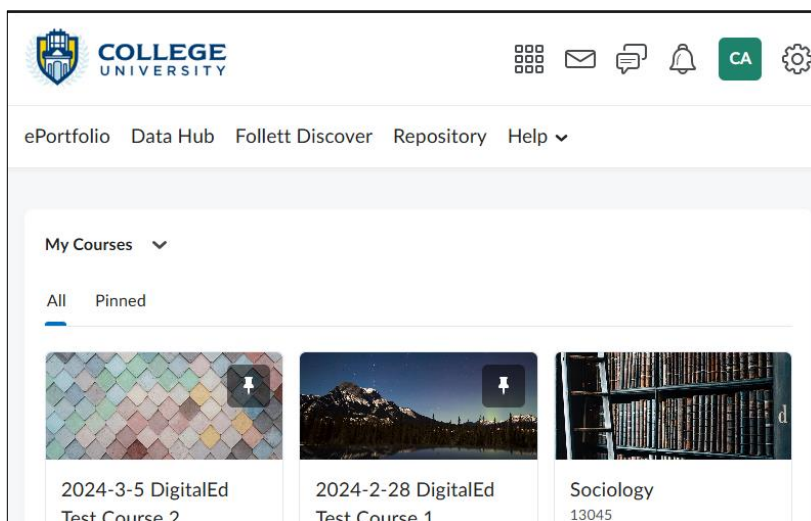 COLLEGE
UNIVERSITY
CA
ePortfolio Data Hub Follett Discover Repository Help
My Courses
All Pinned
d
2024-3-5 DigitalEd
Test Course 2
2024-2-28 DigitalEd
Test Course 1
Sociology
13045